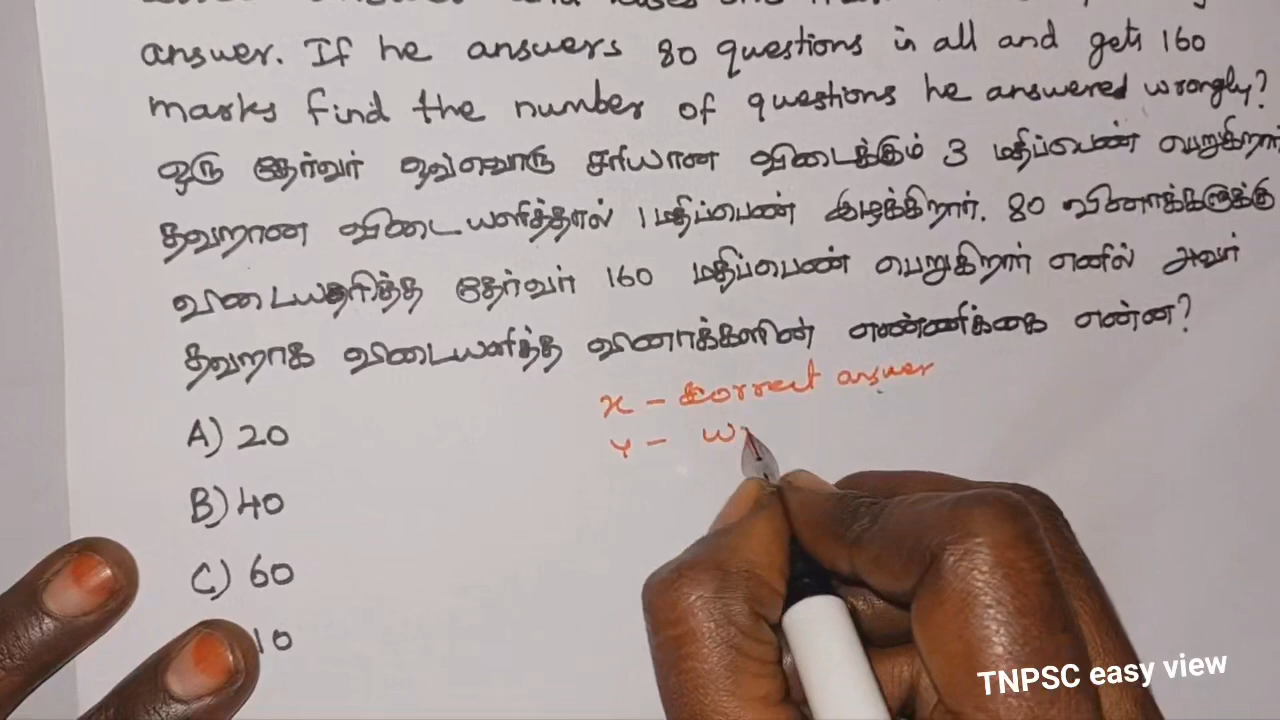 answer. If he answers 80 questions in all and gets 160
marks find the number of questions he answered wrongly?
ஒரு தேர்வர் ஒவ்வொரு சரியான விடைக்கும் 3 மதிப்பெண் பெறுகிறார்
தவறான விடையளித்தால் 1 மதிப்பெண் இழக்கிறார். 80 வினாக்களுக்கு
விடையளித்த தேர்வர் 160 மதிப்பெண் பெறுகிறார் எனில் அவர்
தவறாக விடையளித்த வினாக்களின் எண்ணிக்கை என்ன?
x - correct answer
y - w
A) 20
B) 40
C) 60
10
TNPSC easy view